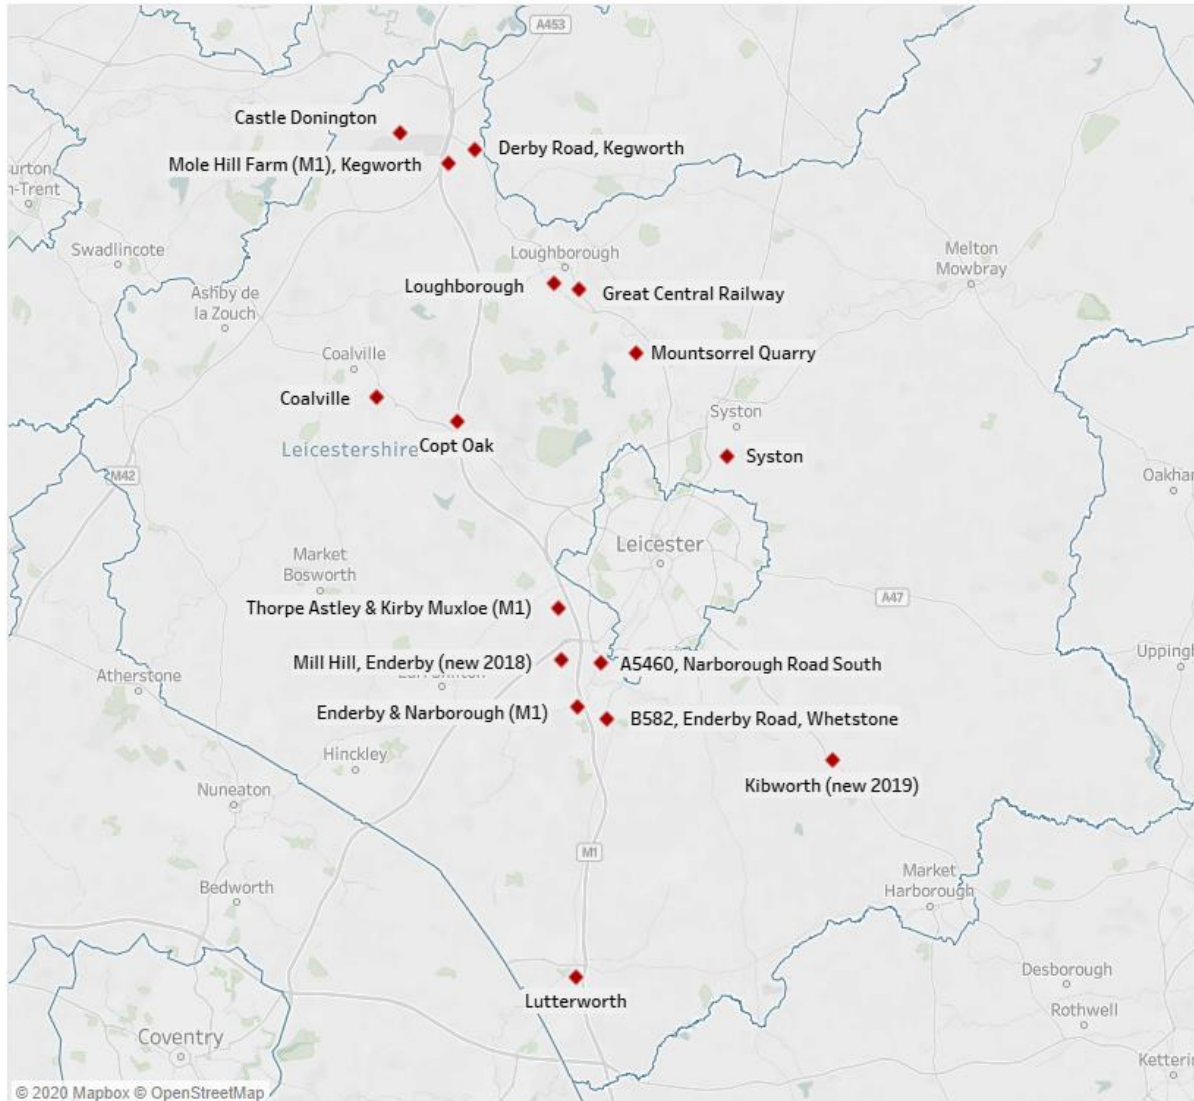 A453
Castle Donington
Derby Road, Kegworth
Mole Hill Farm (M1), Kegworth
urton
n-Trent
Swadlincote
Loughborough
Melton
Mowbray
Loughborough
Great Central Railway
Ashby de
la Zouch
Coalville
Mountsorrel Quarry
Coalville
Syston
Leicestershire
Copt Oak
Syston
M42
Oakhan
Leicester
Market
Bosworth
A47
Thorpe Astley & Kirby Muxloe (M1)
Mill Hill, Enderby (new 2018)
A5460, Narborough Road South
Uppingh
Atherstone
Enderby & Narborough (M1)
B582, Enderby Road, Whetstone
Hinckley
Kibworth (new 2019)
Nuneaton
M1
Bedworth
Market
Harborough
Lutterworth
Desborough
Rothwell
Coventry
Ketterin
© 2020 Mapbox © OpenStreetMap